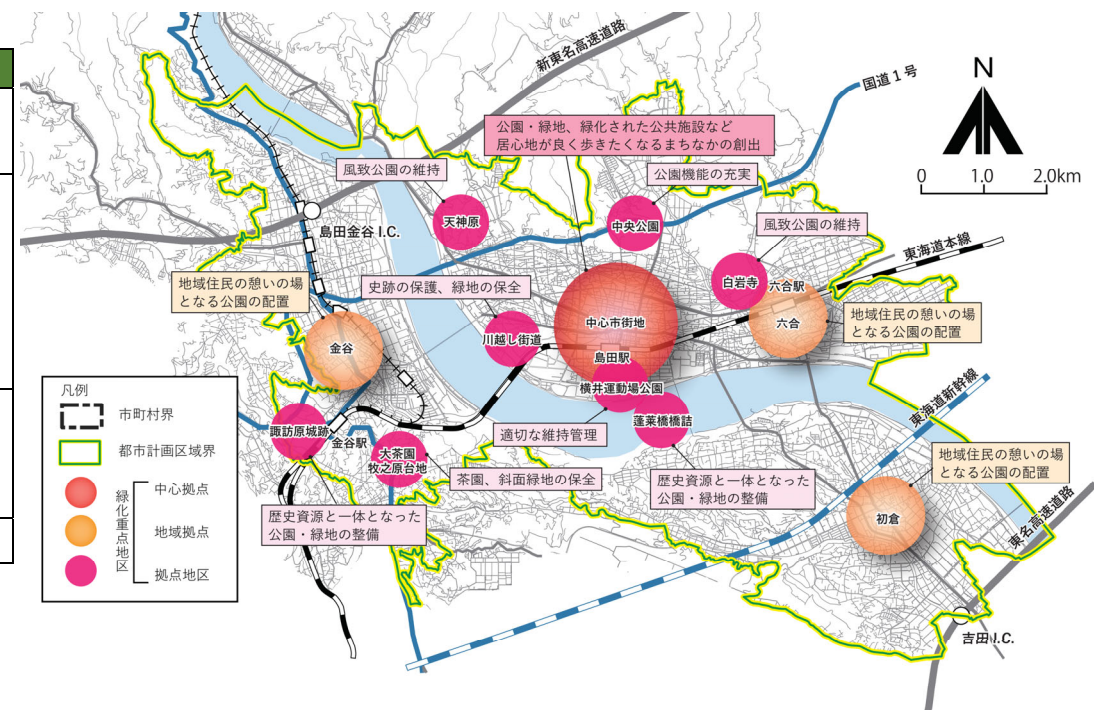 新東名高速道路
国道1号
N
0 1.0 2.0km
公園・緑地、緑化された公共施設など
居心地が良く歩きたくなるまちなかの創出
風致公園の維持
公園機能の充実
天神原
中央公園
風致公園の維持
島田金谷 I.C.
東海道本線
白岩寺
六合駅
地域住民の憩いの場
となる公園の配置
史跡の保護、緑地の保全
中心市街地
六合
地域住民の憩いの場
となる公園の配置
川越し街道
金谷
島田駅
横井運動場公園
東海道新幹線
蓬莱橋橋詰
適切な維持管理
諏訪原城跡
金谷駅
大茶園
牧之原台地
茶園、斜面緑地の保全
歴史資源と一体となった
公園・緑地の整備
地域住民の憩いの場
となる公園の配置
歴史資源と一体となった
公園・緑地の整備
初倉
東名高速道路
吉田 I.C.
凡例
市町村界
都市計画区域界
緑化重点地区
中心拠点
地域拠点
拠点地区